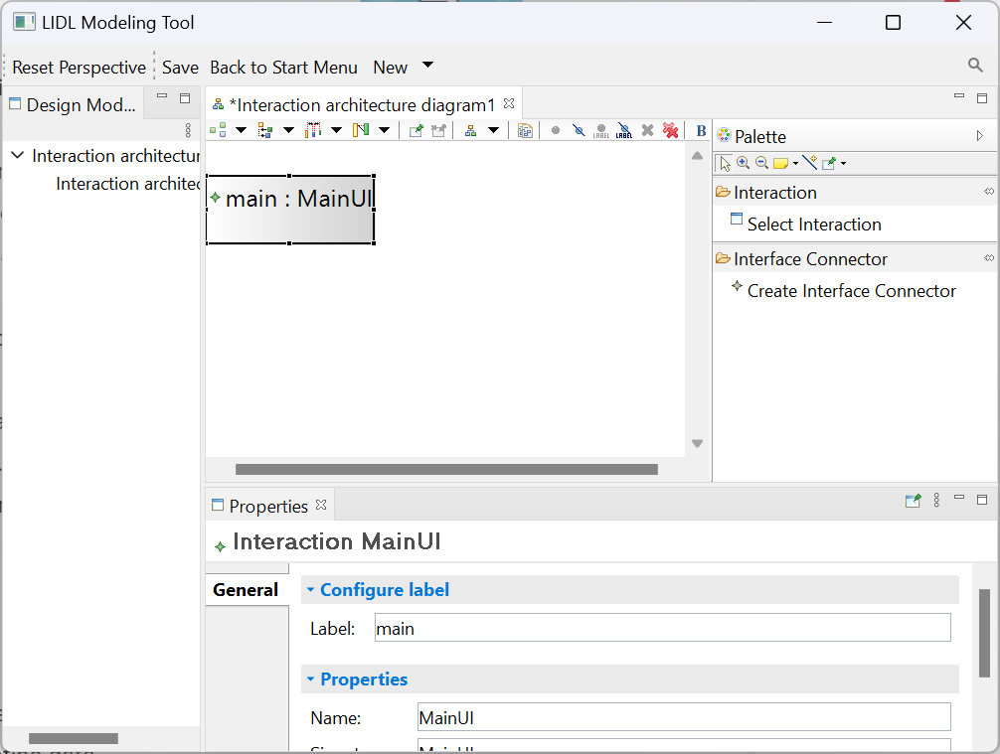 LIDL Modeling Tool
Reset Perspective Save Back to Start Menu New
Design Mod...
*Interaction architecture diagram1
Interaction architectur
Interaction architec
LABEL LABEL B
Palette
main : MainUI
Interaction
Select Interaction
Interface Connector
Create Interface Connector
Properties
Interaction MainUI
General
Configure label
Label: main
Properties
Name: MainUI